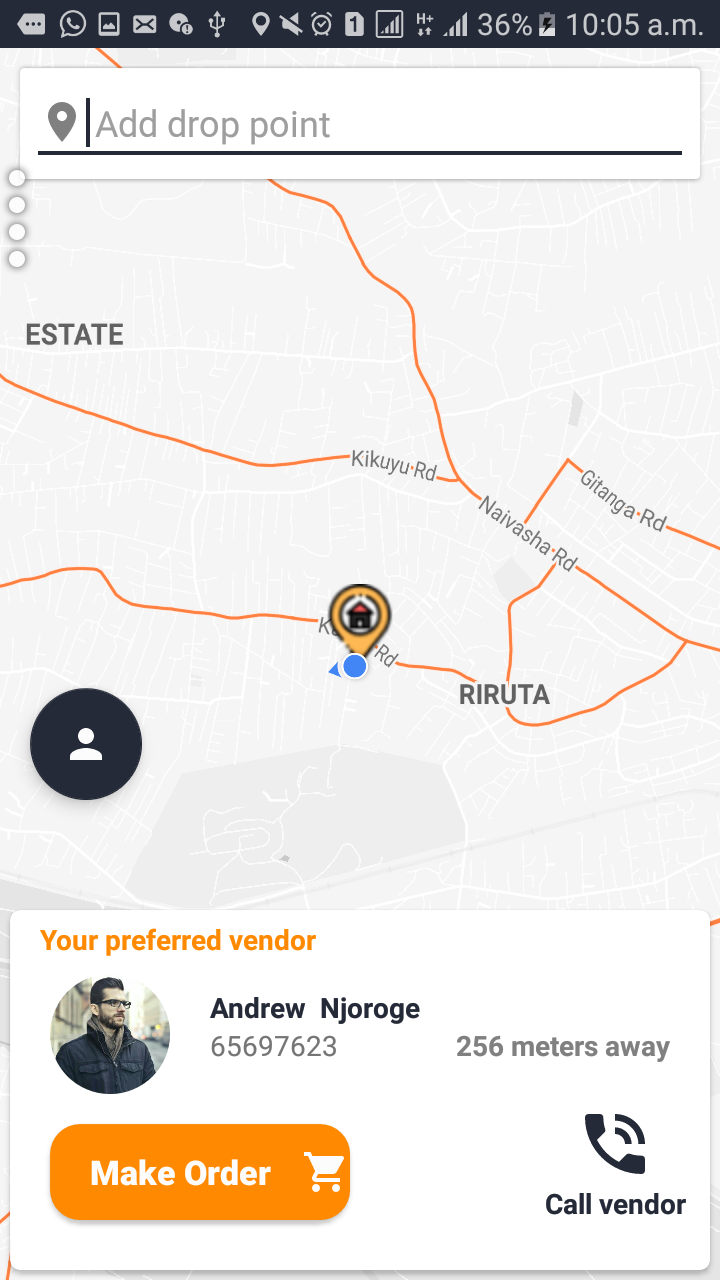 1 H+ 36% 10:05 a.m.
Add drop point
ESTATE
Kikuyu Rd
Gitanga Rd
Naivasha Rd
Rd
RIRUTA
Your preferred vendor
Andrew Njoroge
65697623
256 meters away
Make Order
Call vendor